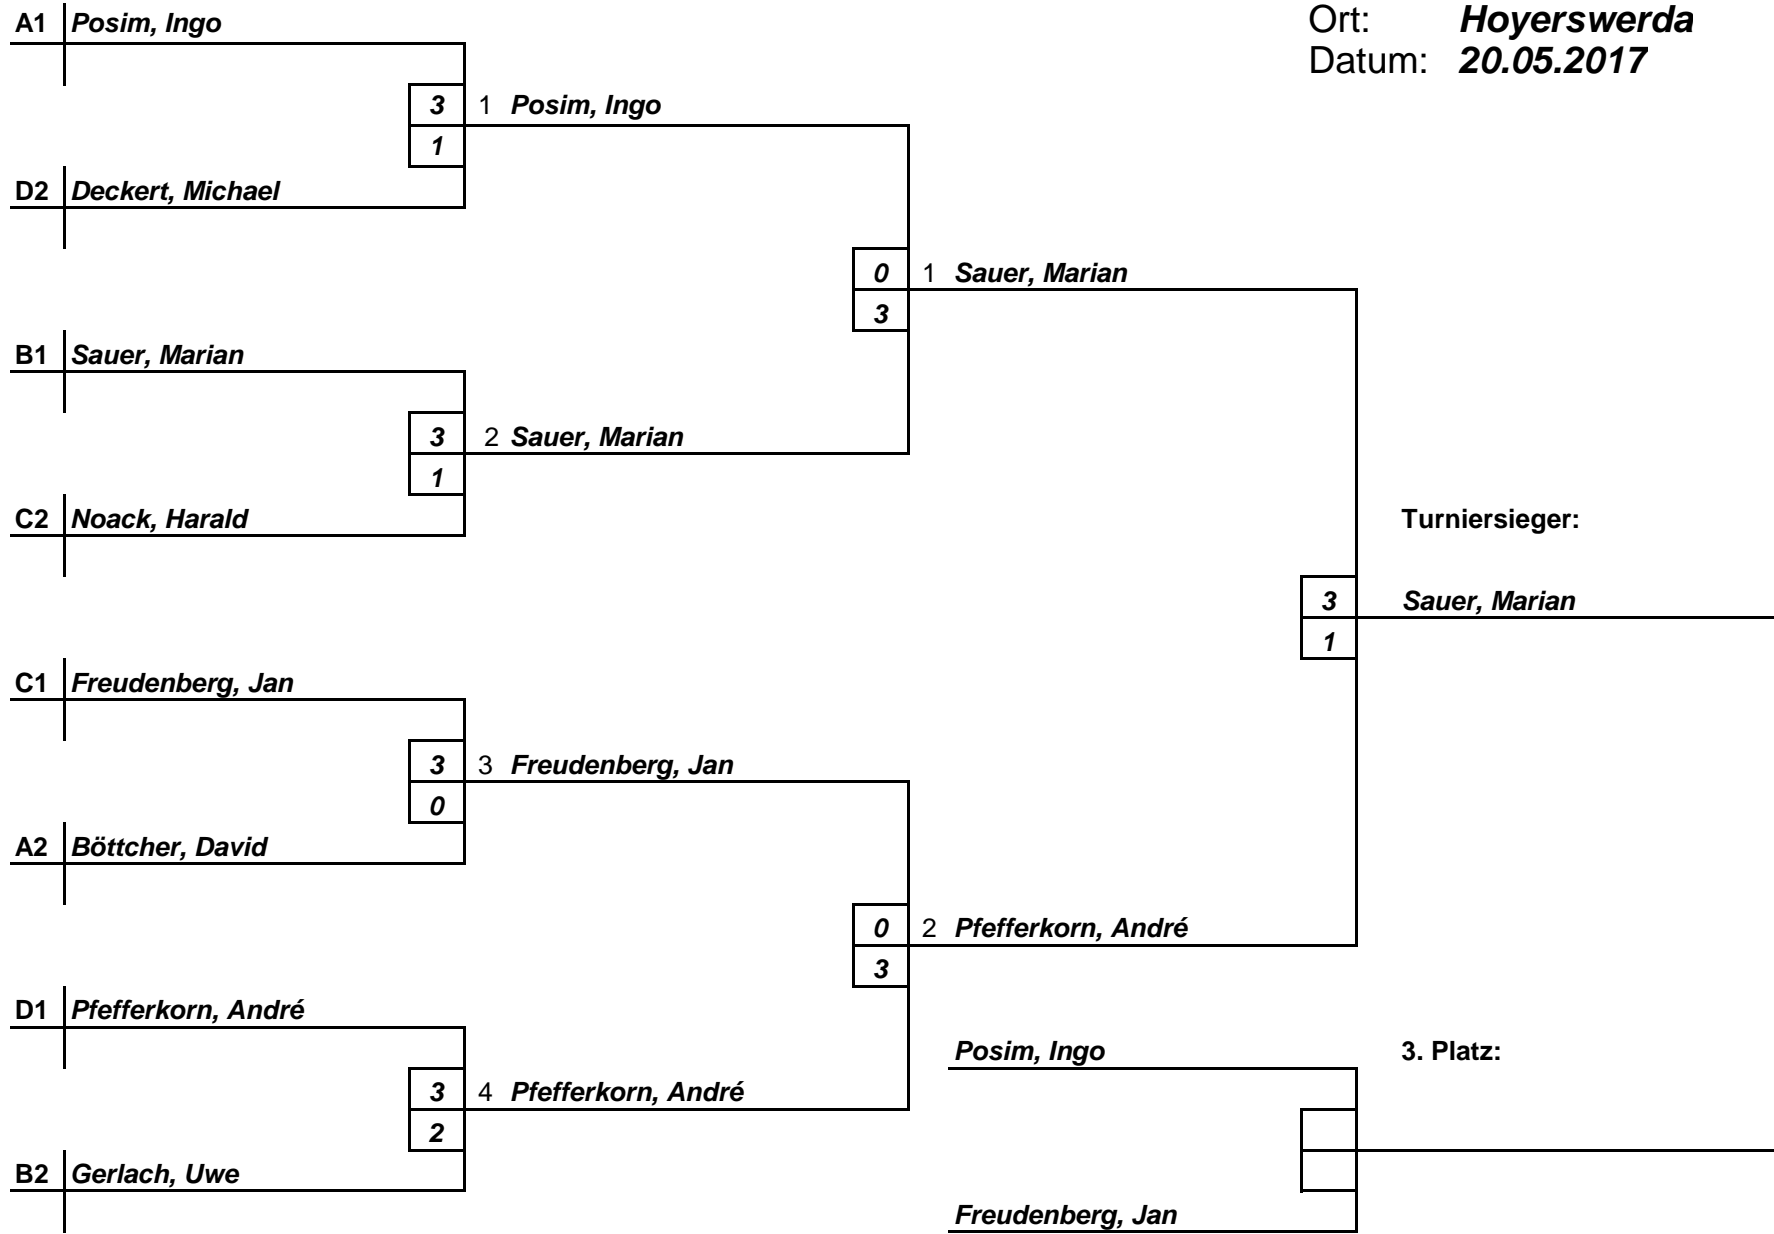 A1 Posim, Ingo
Ort: Hoyerswerda
Datum: 20.05.2017
3 1 Posim, Ingo
1
D2 Deckert, Michael
0 1 Sauer, Marian
3
B1 Sauer, Marian
3 2 Sauer, Marian
1
C2 Noack, Harald
Turniersieger:
3 Sauer, Marian
1
C1 Freudenberg, Jan
3 3 Freudenberg, Jan
0
A2 Böttcher, David
0 2 Pfefferkorn, André
3
D1 Pfefferkorn, André
Posim, Ingo 3. Platz:
3 4 Pfefferkorn, André
2
B2 Gerlach, Uwe
Freudenberg, Jan